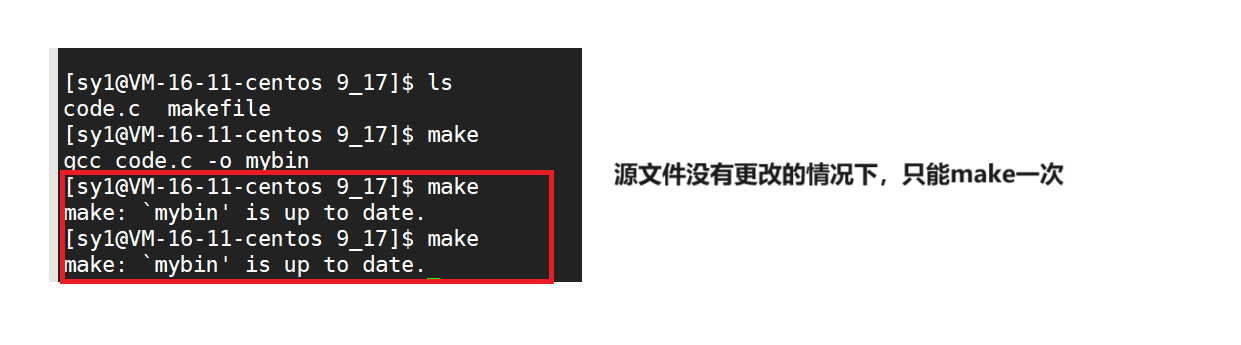 [sy1@VM-16-11-centos 9_17]$ ls
code.c  makefile
[sy1@VM-16-11-centos 9_17]$ make
gcc code.c -o mybin
[sy1@VM-16-11-centos 9_17]$ make
make: `mybin' is up to date.
[sy1@VM-16-11-centos 9_17]$ make
make: `mybin' is up to date.
源文件没有更改的情况下，只能make一次